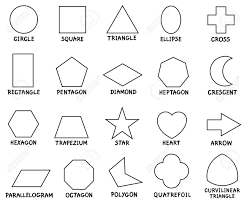 CIRCLE SQUARE TRIANGLE ELLIPSE CROSS
RECTANGLE PENTAGON DIAMOND HEPTAGON CRESCENT
HEXAGON TRAPEZIUM STAR HEART ARROW
PARALLELOGRAM OCTAGON POLYGON QUATREFOIL CURVILINEAR
TRIANGLE